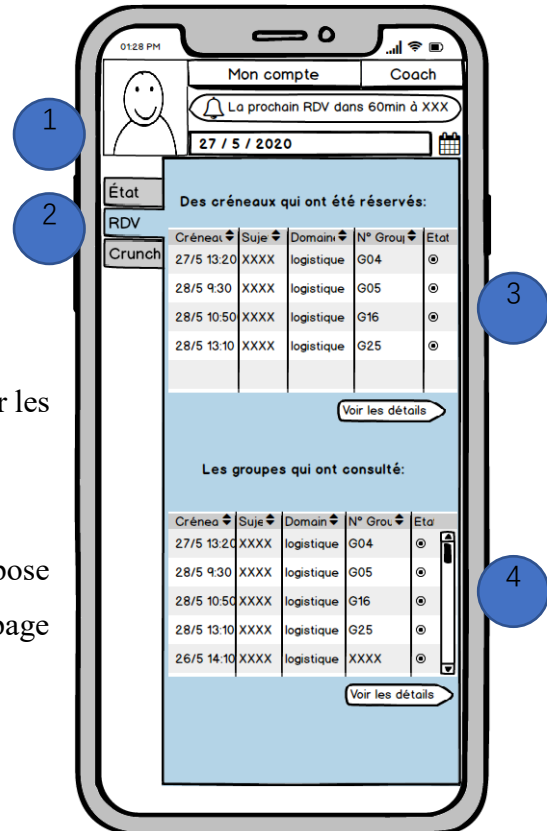 01:28 PM
Mon compte
Coach
La prochain RDV dans 60min à XXX
27 / 5 / 2020
1
État
RDV
Crunch
2
Des créneaux qui ont été réservés:
Créneau Suje Domaine N° Group Etat
27/5 13:20 XXXX logistique G04
28/5 9:30 XXXX logistique G05
28/5 10:50 XXXX logistique G16
28/5 13:10 XXXX logistique G25
3
Voir les détails
r les
Les groupes qui ont consulté:
Crénea Suje Domain N° Grou Eta
27/5 13:20 XXXX logistique G04
28/5 9:30 XXXX logistique G05
28/5 10:50 XXXX logistique G16
28/5 13:10 XXXX logistique G25
26/5 14:10 XXXX logistique XXXX
4
pose
page
Voir les détails